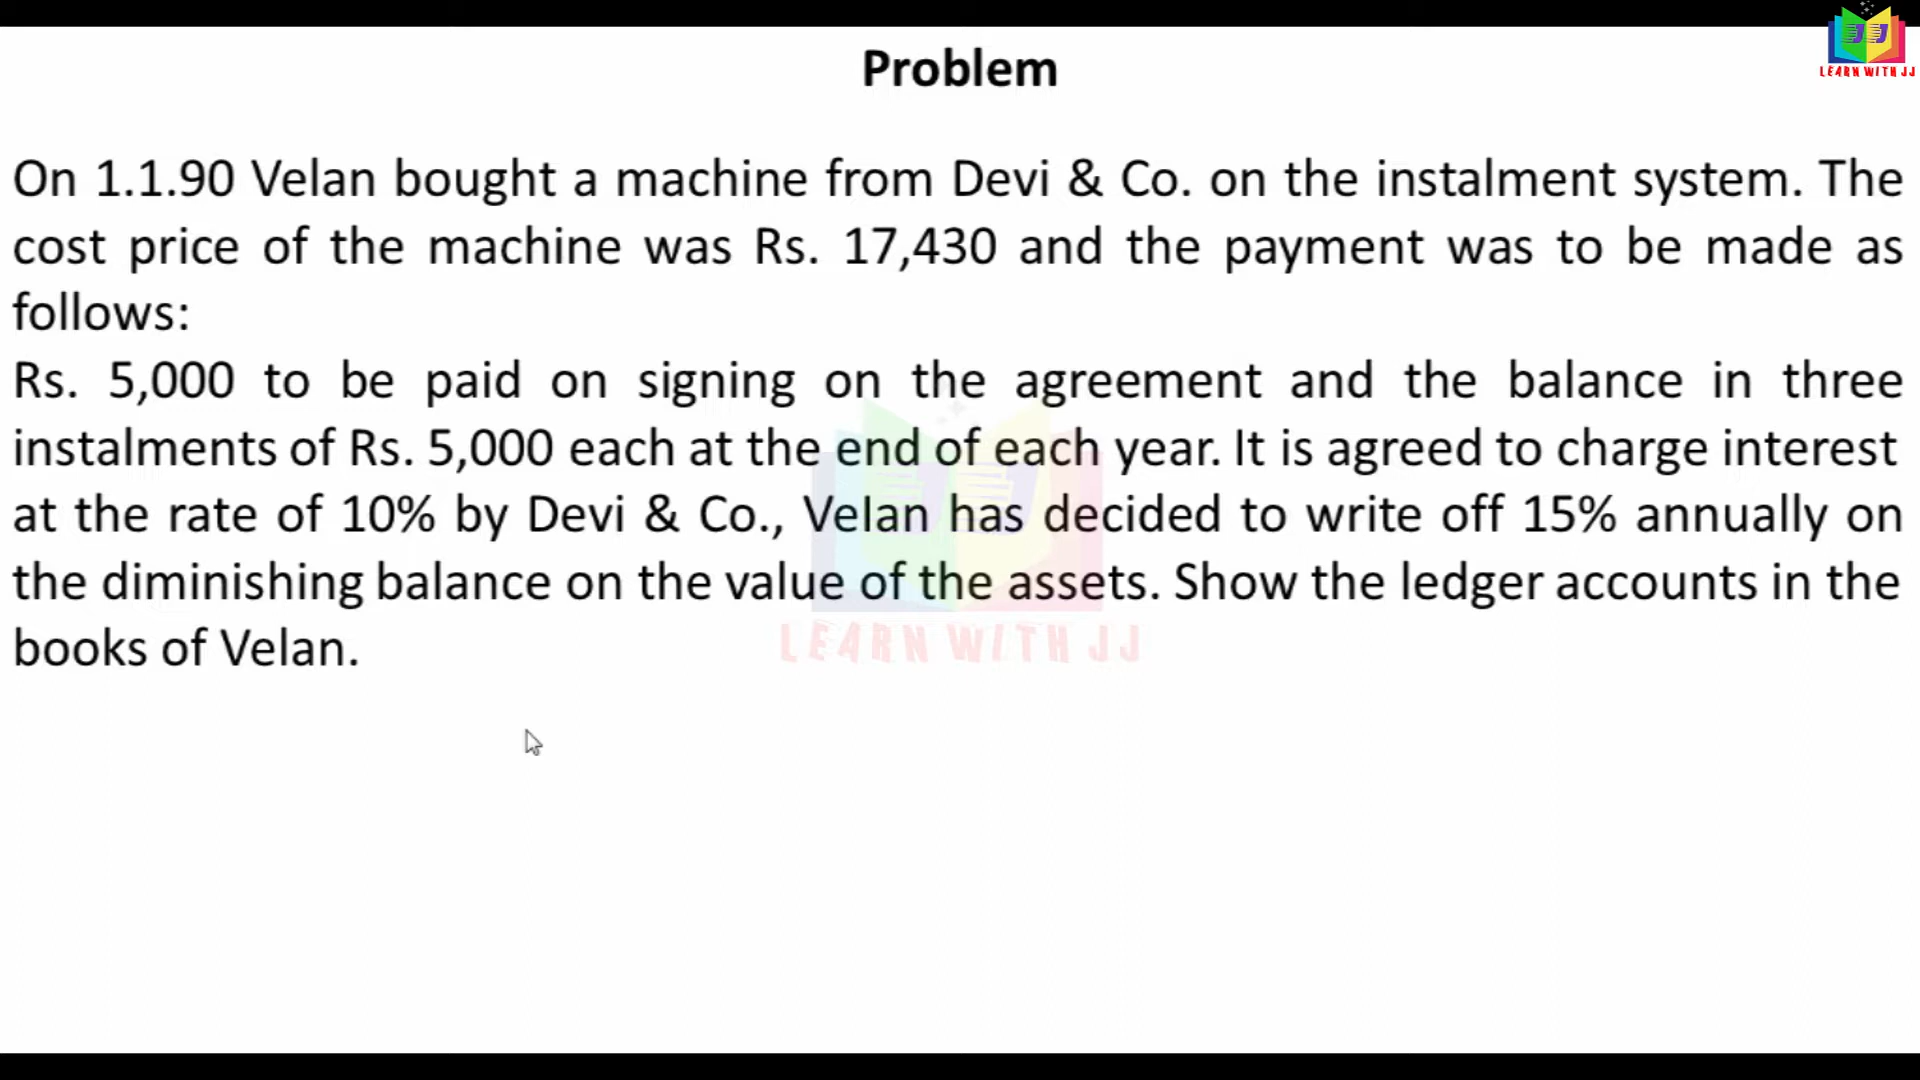 LEARN WITH JJ
Problem
On 1.1.90 Velan bought a machine from Devi & Co. on the instalment system. The
cost price of the machine was Rs. 17,430 and the payment was to be made as
follows:
Rs. 5,000 to be paid on signing on the agreement and the balance in three
instalments of Rs. 5,000 each at the end of each year. It is agreed to charge interest
at the rate of 10% by Devi & Co., Velan has decided to write off 15% annually on
the diminishing balance on the value of the assets. Show the ledger accounts in the
books of Velan.
LEARN WITH JJ